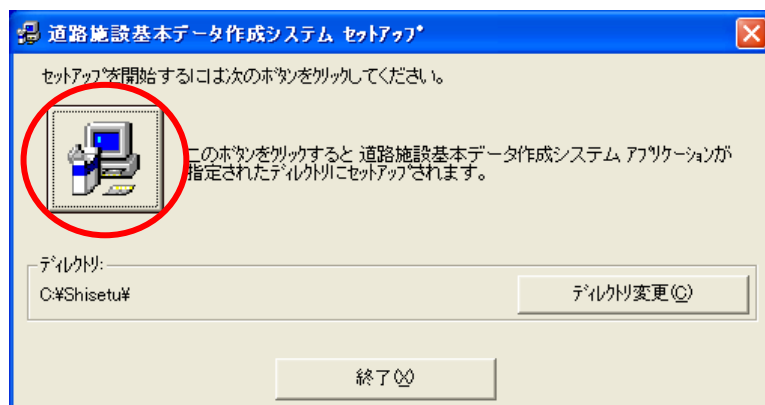 道路施設基本データ作成システム ｾｯﾄｱｯﾌﾟ
ｾｯﾄｱｯﾌﾟを開始するには次のﾎﾞﾀﾝをｸﾘｯｸしてください。
このﾎﾞﾀﾝをｸﾘｯｸすると 道路施設基本データ作成システム ｱﾌﾟﾘｹｰｼｮﾝが
指定されたﾃﾞｨﾚｸﾄﾘにｾｯﾄｱｯﾌﾟされます。
ﾃﾞｨﾚｸﾄﾘ:
C:¥Shisetu¥
ﾃﾞｨﾚｸﾄﾘ変更(C)
終了(X)